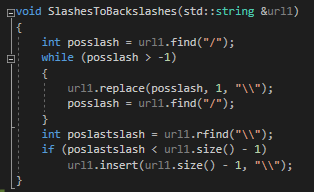 void SlashesToBackslashes(std::string &url1)
{
    int posslash = url1.find("/");
    while (posslash > -1)
    {
        url1.replace(posslash, 1, "\\");
        posslash = url1.find("/");
    }
    int poslastslash = url1.rfind("\\");
    if (poslastslash < url1.size() - 1)
        url1.insert(url1.size() - 1, "\\");
}